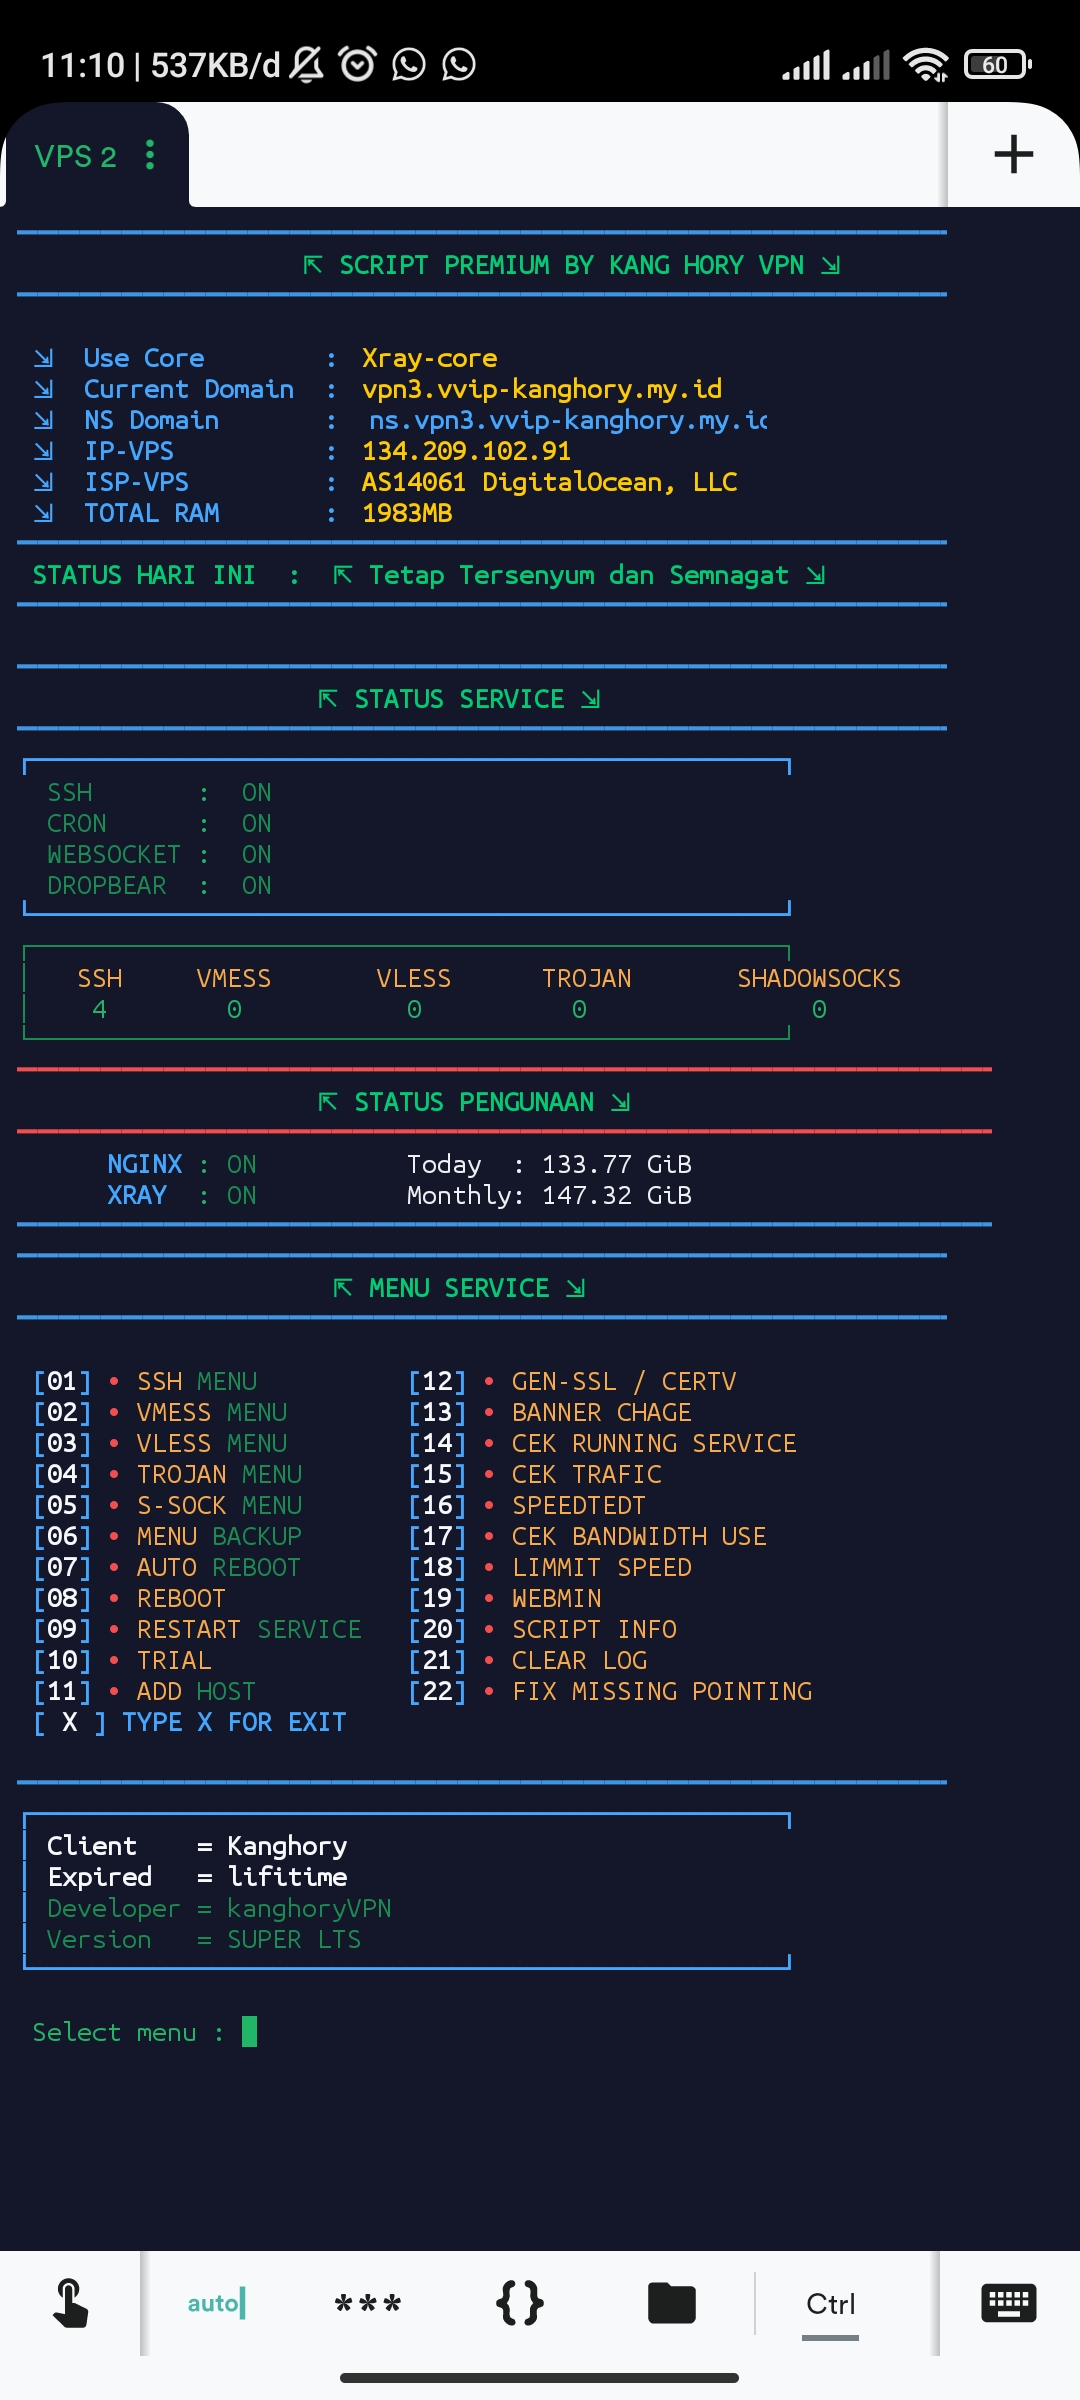 11:10 | 537KB/d 60
VPS 2
⇱ SCRIPT PREMIUM BY KANG HORY VPN ⇲
⇲ Use Core : Xray-core
⇲ Current Domain : vpn3.vvip-kanghory.my.id
⇲ NS Domain : ns.vpn3.vvip-kanghory.my.id
⇲ IP-VPS : 134.209.102.91
⇲ ISP-VPS : AS14061 DigitalOcean, LLC
⇲ TOTAL RAM : 1983MB
STATUS HARI INI : ⇱ Tetap Tersenyum dan Semnagat ⇲
⇱ STATUS SERVICE ⇲
SSH : ON
CRON : ON
WEBSOCKET : ON
DROPBEAR : ON
SSH VMESS VLESS TROJAN SHADOWSOCKS
4 0 0 0 0
⇱ STATUS PENGUNAAN ⇲
NGINX : ON Today : 133.77 GiB
XRAY : ON Monthly: 147.32 GiB
⇱ MENU SERVICE ⇲
[01] • SSH MENU [12] • GEN-SSL / CERTV
[02] • VMESS MENU [13] • BANNER CHAGE
[03] • VLESS MENU [14] • CEK RUNNING SERVICE
[04] • TROJAN MENU [15] • CEK TRAFIC
[05] • S-SOCK MENU [16] • SPEEDTEDT
[06] • MENU BACKUP [17] • CEK BANDWIDTH USE
[07] • AUTO REBOOT [18] • LIMMIT SPEED
[08] • REBOOT [19] • WEBMIN
[09] • RESTART SERVICE [20] • SCRIPT INFO
[10] • TRIAL [21] • CLEAR LOG
[11] • ADD HOST [22] • FIX MISSING POINTING
[ X ] TYPE X FOR EXIT
Client = Kanghory
Expired = lifitime
Developer = kanghoryVPN
Version = SUPER LTS
Select menu :
auto *** {} Ctrl